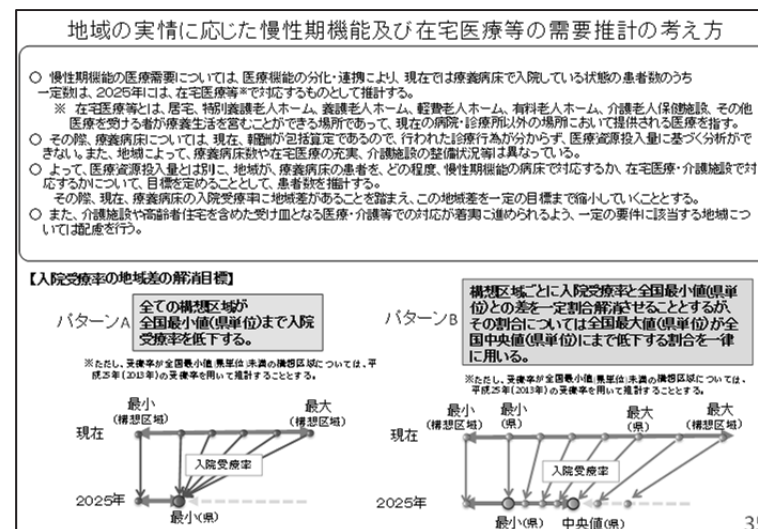 地域の実情に応じた慢性期機能及び在宅医療等の需要推計の考え方
○ 慢性期機能の医療需要については、医療機能の分化・連携により、現在では療養病床で入院している状態の患者数のうち
一定数は、2025年には、在宅医療等※で対応するものとして推計する。
※ 在宅医療等とは、居宅、特別養護老人ホーム、養護老人ホーム、軽費老人ホーム、有料老人ホーム、介護老人保健施設、その他
医療を受ける者が療養生活を営むことができる場所であって、現在の病院・診療所以外の場所において提供される医療を指す。
○ その際、療養病床については、現在、報酬が包括算定であるので、行われた診療行為が分からず、医療資源投入量に基づく分析がで
きない。また、地域によって、療養病床数や在宅医療の充実、介護施設の整備状況等は異なっている。
○ よって、医療資源投入量とは別に、地域が、療養病床の患者を、どの程度、慢性期機能の病床で対応するか、在宅医療・介護施設で対
応するかについて、目標を定めることとして、患者数を推計する。
その際、現在、療養病床の入院受療率に地域差があることを踏まえ、この地域差を一定の目標まで縮小していくこととする。
○ また、介護施設や高齢者住宅を含めた受け皿となる医療・介護等での対応が着実に進められるよう、一定の要件に該当する地域につ
いては配慮を行う。
【入院受療率の地域差の解消目標】
パターンA
全ての構想区域が
全国最小値(県単位)まで入院
受療率を低下する。
※ただし、受療率が全国最小値(県単位)未満の構想区域については、平
成25年(2013年)の受療率を用いて推計することとする。
最小
(構想区域)
最大
(構想区域)
現在
入院受療率
2025年
最小(県)
パターンB
構想区域ごとに入院受療率と全国最小値(県単
位)との差を一定割合解消させることとするが、
その割合については全国最大値(県単位)が全
国中央値(県単位)にまで低下する割合を一律
に用いる。
※ただし、受療率が全国最小値(県単位)未満の構想区域については、
平成25年(2013年)の受療率を用いて推計することとする。
最小
(構想区域)
最小
(県)
最大
(県)
最大
(構想区域)
現在
入院受療率
2025年
最小(県)
中央値(県)
35